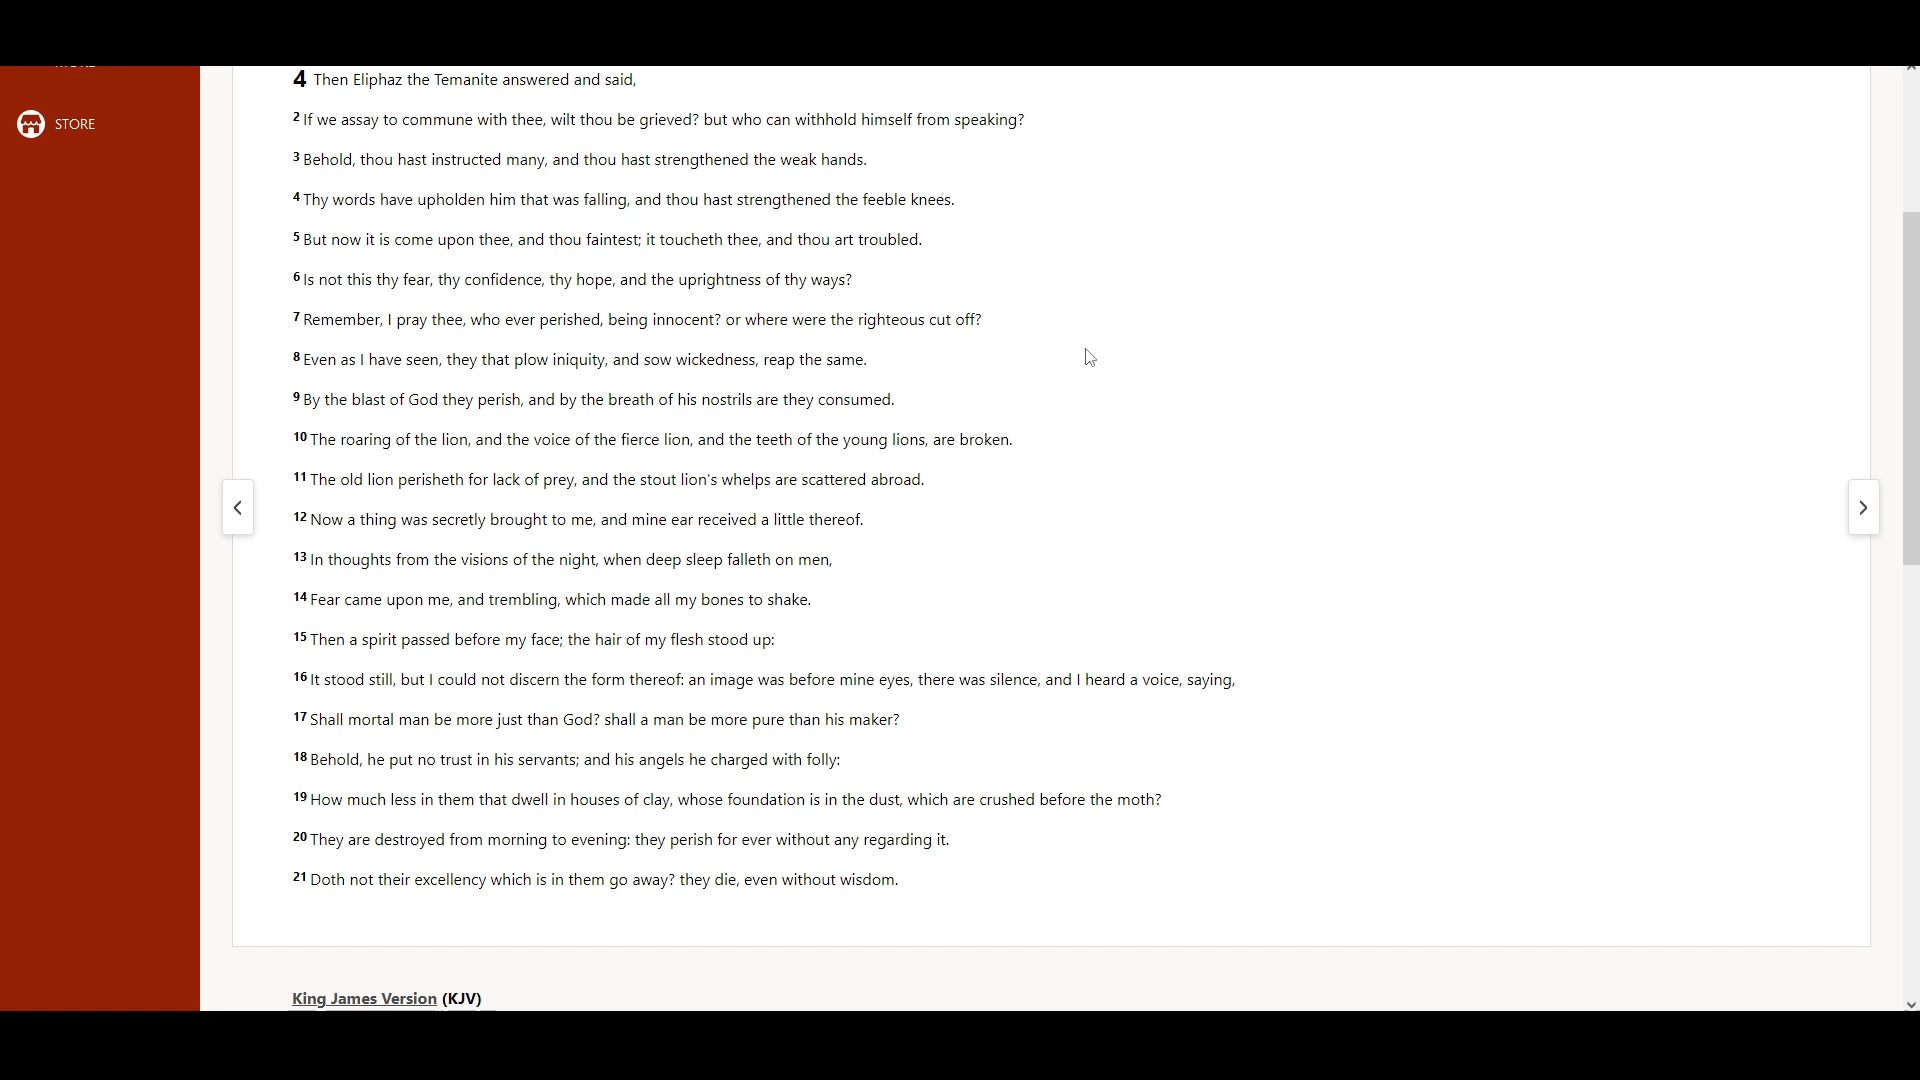 STORE
4 Then Eliphaz the Temanite answered and said,
2 If we assay to commune with thee, wilt thou be grieved? but who can withhold himself from speaking?
3 Behold, thou hast instructed many, and thou hast strengthened the weak hands.
4 Thy words have upholden him that was falling, and thou hast strengthened the feeble knees.
5 But now it is come upon thee, and thou faintest; it toucheth thee, and thou art troubled.
6 Is not this thy fear, thy confidence, thy hope, and the uprightness of thy ways?
7 Remember, I pray thee, who ever perished, being innocent? or where were the righteous cut off?
8 Even as I have seen, they that plow iniquity, and sow wickedness, reap the same.
9 By the blast of God they perish, and by the breath of his nostrils are they consumed.
10 The roaring of the lion, and the voice of the fierce lion, and the teeth of the young lions, are broken.
11 The old lion perisheth for lack of prey, and the stout lion's whelps are scattered abroad.
12 Now a thing was secretly brought to me, and mine ear received a little thereof.
13 In thoughts from the visions of the night, when deep sleep falleth on men,
14 Fear came upon me, and trembling, which made all my bones to shake.
15 Then a spirit passed before my face; the hair of my flesh stood up:
16 It stood still, but I could not discern the form thereof: an image was before mine eyes, there was silence, and I heard a voice, saying,
17 Shall mortal man be more just than God? shall a man be more pure than his maker?
18 Behold, he put no trust in his servants; and his angels he charged with folly:
19 How much less in them that dwell in houses of clay, whose foundation is in the dust, which are crushed before the moth?
20 They are destroyed from morning to evening: they perish for ever without any regarding it.
21 Doth not their excellency which is in them go away? they die, even without wisdom.
King James Version (KJV)